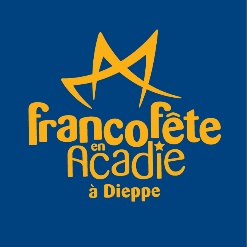 francofête
en
Acadie
à Dieppe